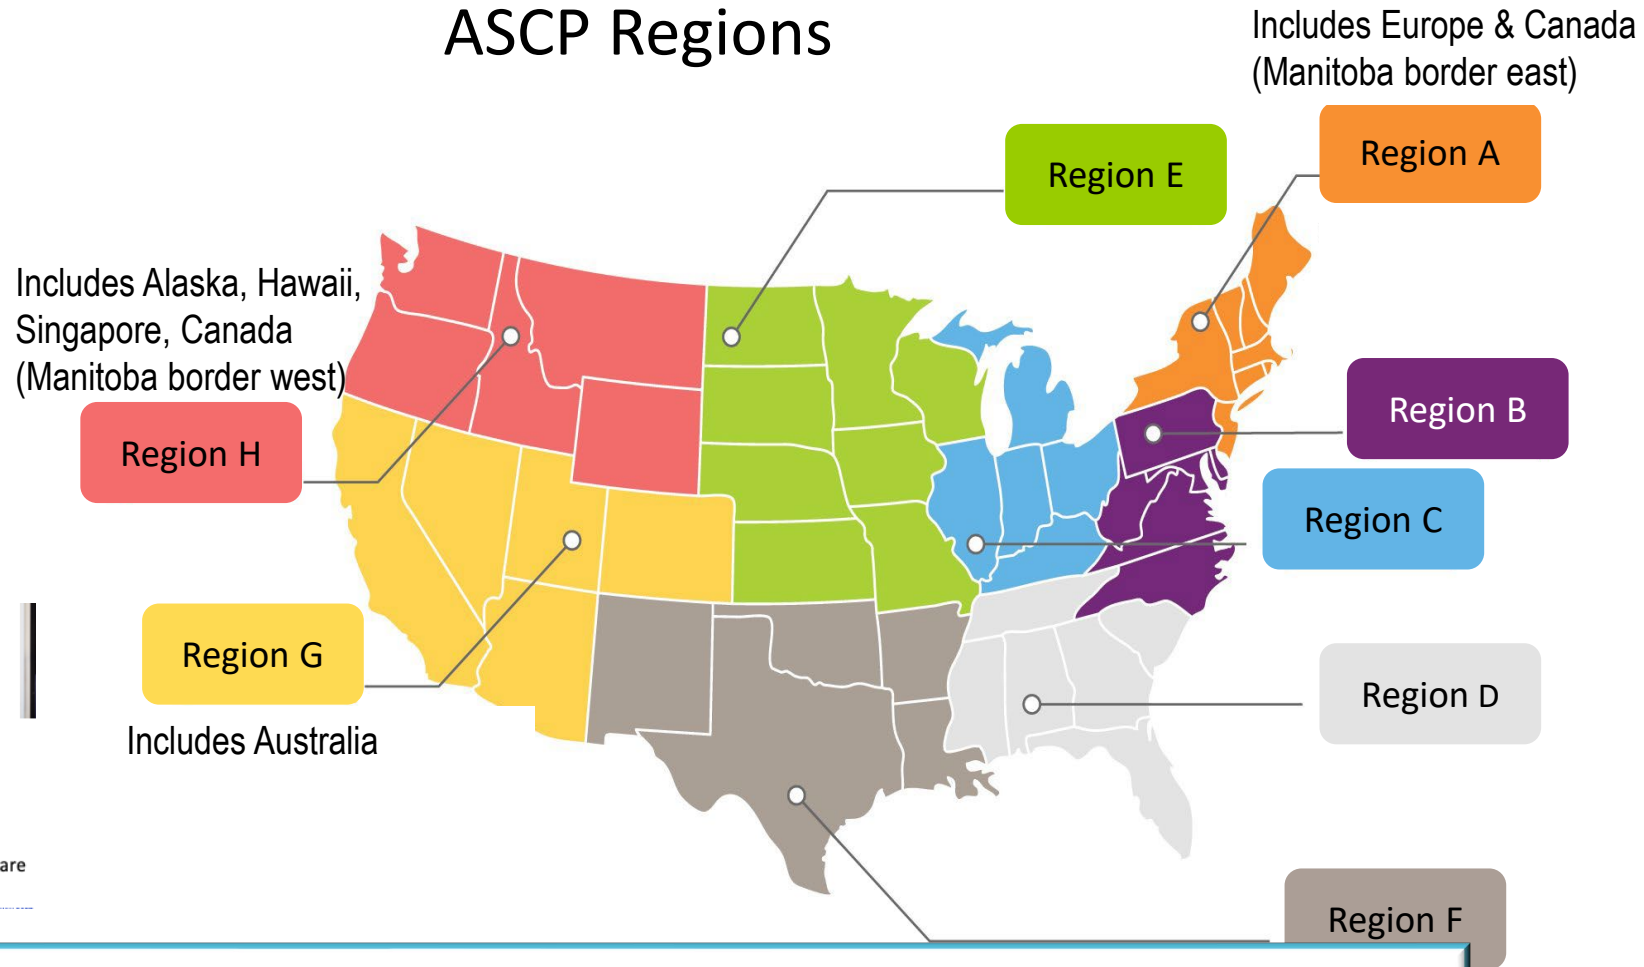 ASCP Regions
Includes Europe & Canada
(Manitoba border east)
Region A
Region E
Includes Alaska, Hawaii,
Singapore, Canada
(Manitoba border west)
Region H
Region B
Region C
Region G
Includes Australia
Region D
are
Region F